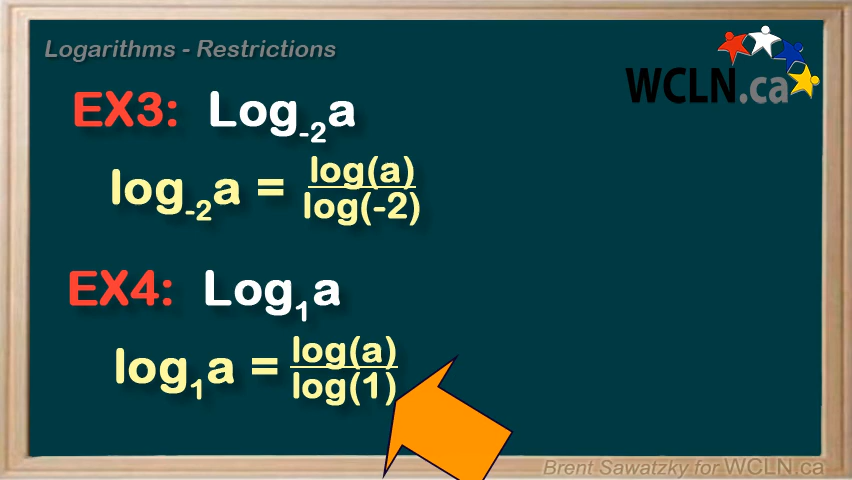 Logarithms - Restrictions
WCLN.ca
EX3: Log₋₂a
log₋₂a = log(a)
log(-2)
EX4: Log₁a
log₁a = log(a)
log(1)
Brent Sawatzky for WCLN.ca